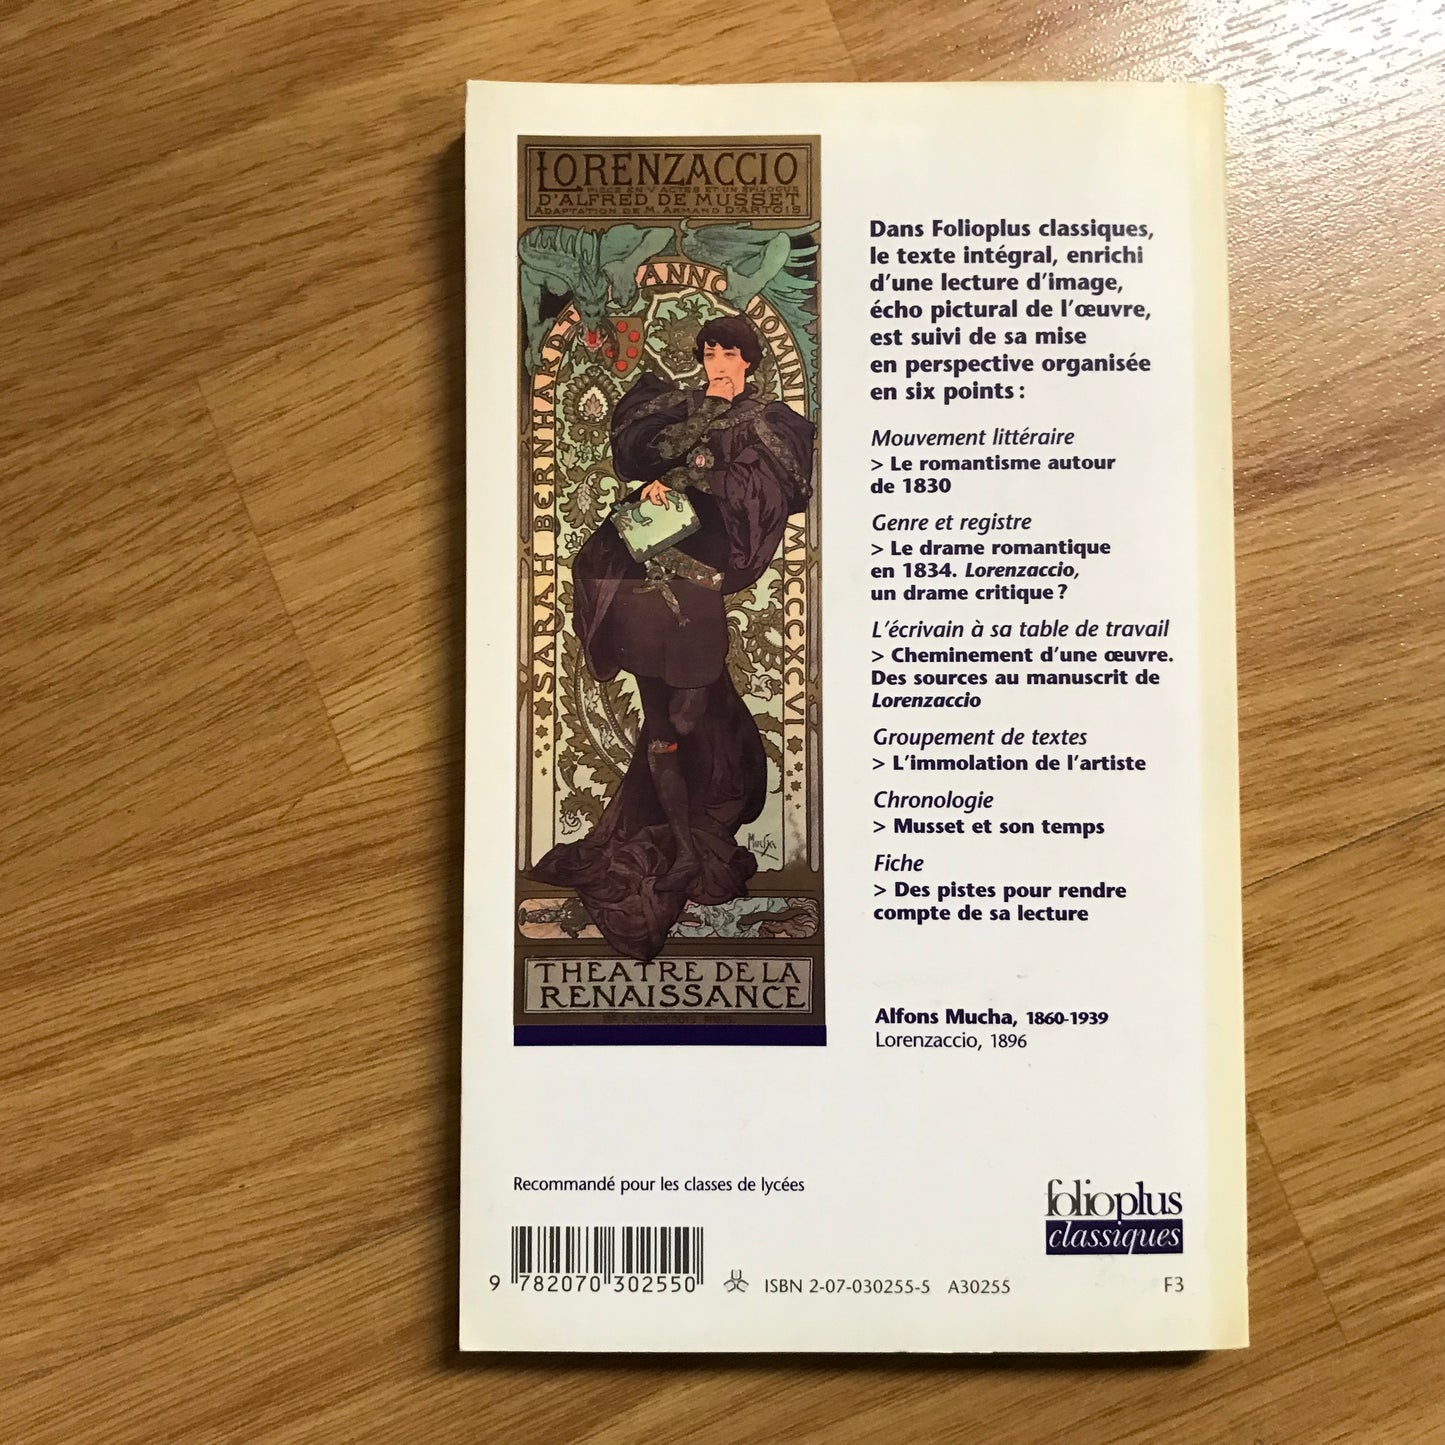 LORENZACCIO
PIECE EN V ACTES ET UN EPILOGUE
D'ALFRED DE MUSSET
ADAPTATION DE M. ARMAND D'ARTOIS
SARAH BERNHARDT
ANNO DOMINI MDCCCXCVI
Mucha
THEATRE DE LA
RENAISSANCE
Dans Folioplus classiques,
le texte intégral, enrichi
d'une lecture d'image,
écho pictural de l'œuvre,
est suivi de sa mise
en perspective organisée
en six points :
Mouvement littéraire
> Le romantisme autour
de 1830
Genre et registre
> Le drame romantique
en 1834. Lorenzaccio,
un drame critique ?
L'écrivain à sa table de travail
> Cheminement d'une œuvre.
Des sources au manuscrit de
Lorenzaccio
Groupement de textes
> L'immolation de l'artiste
Chronologie
> Musset et son temps
Fiche
> Des pistes pour rendre
compte de sa lecture
Alfons Mucha, 1860-1939
Lorenzaccio, 1896
Recommandé pour les classes de lycées
folioplus
classiques
9 782070 302550
ISBN 2-07-030255-5 A30255
F3